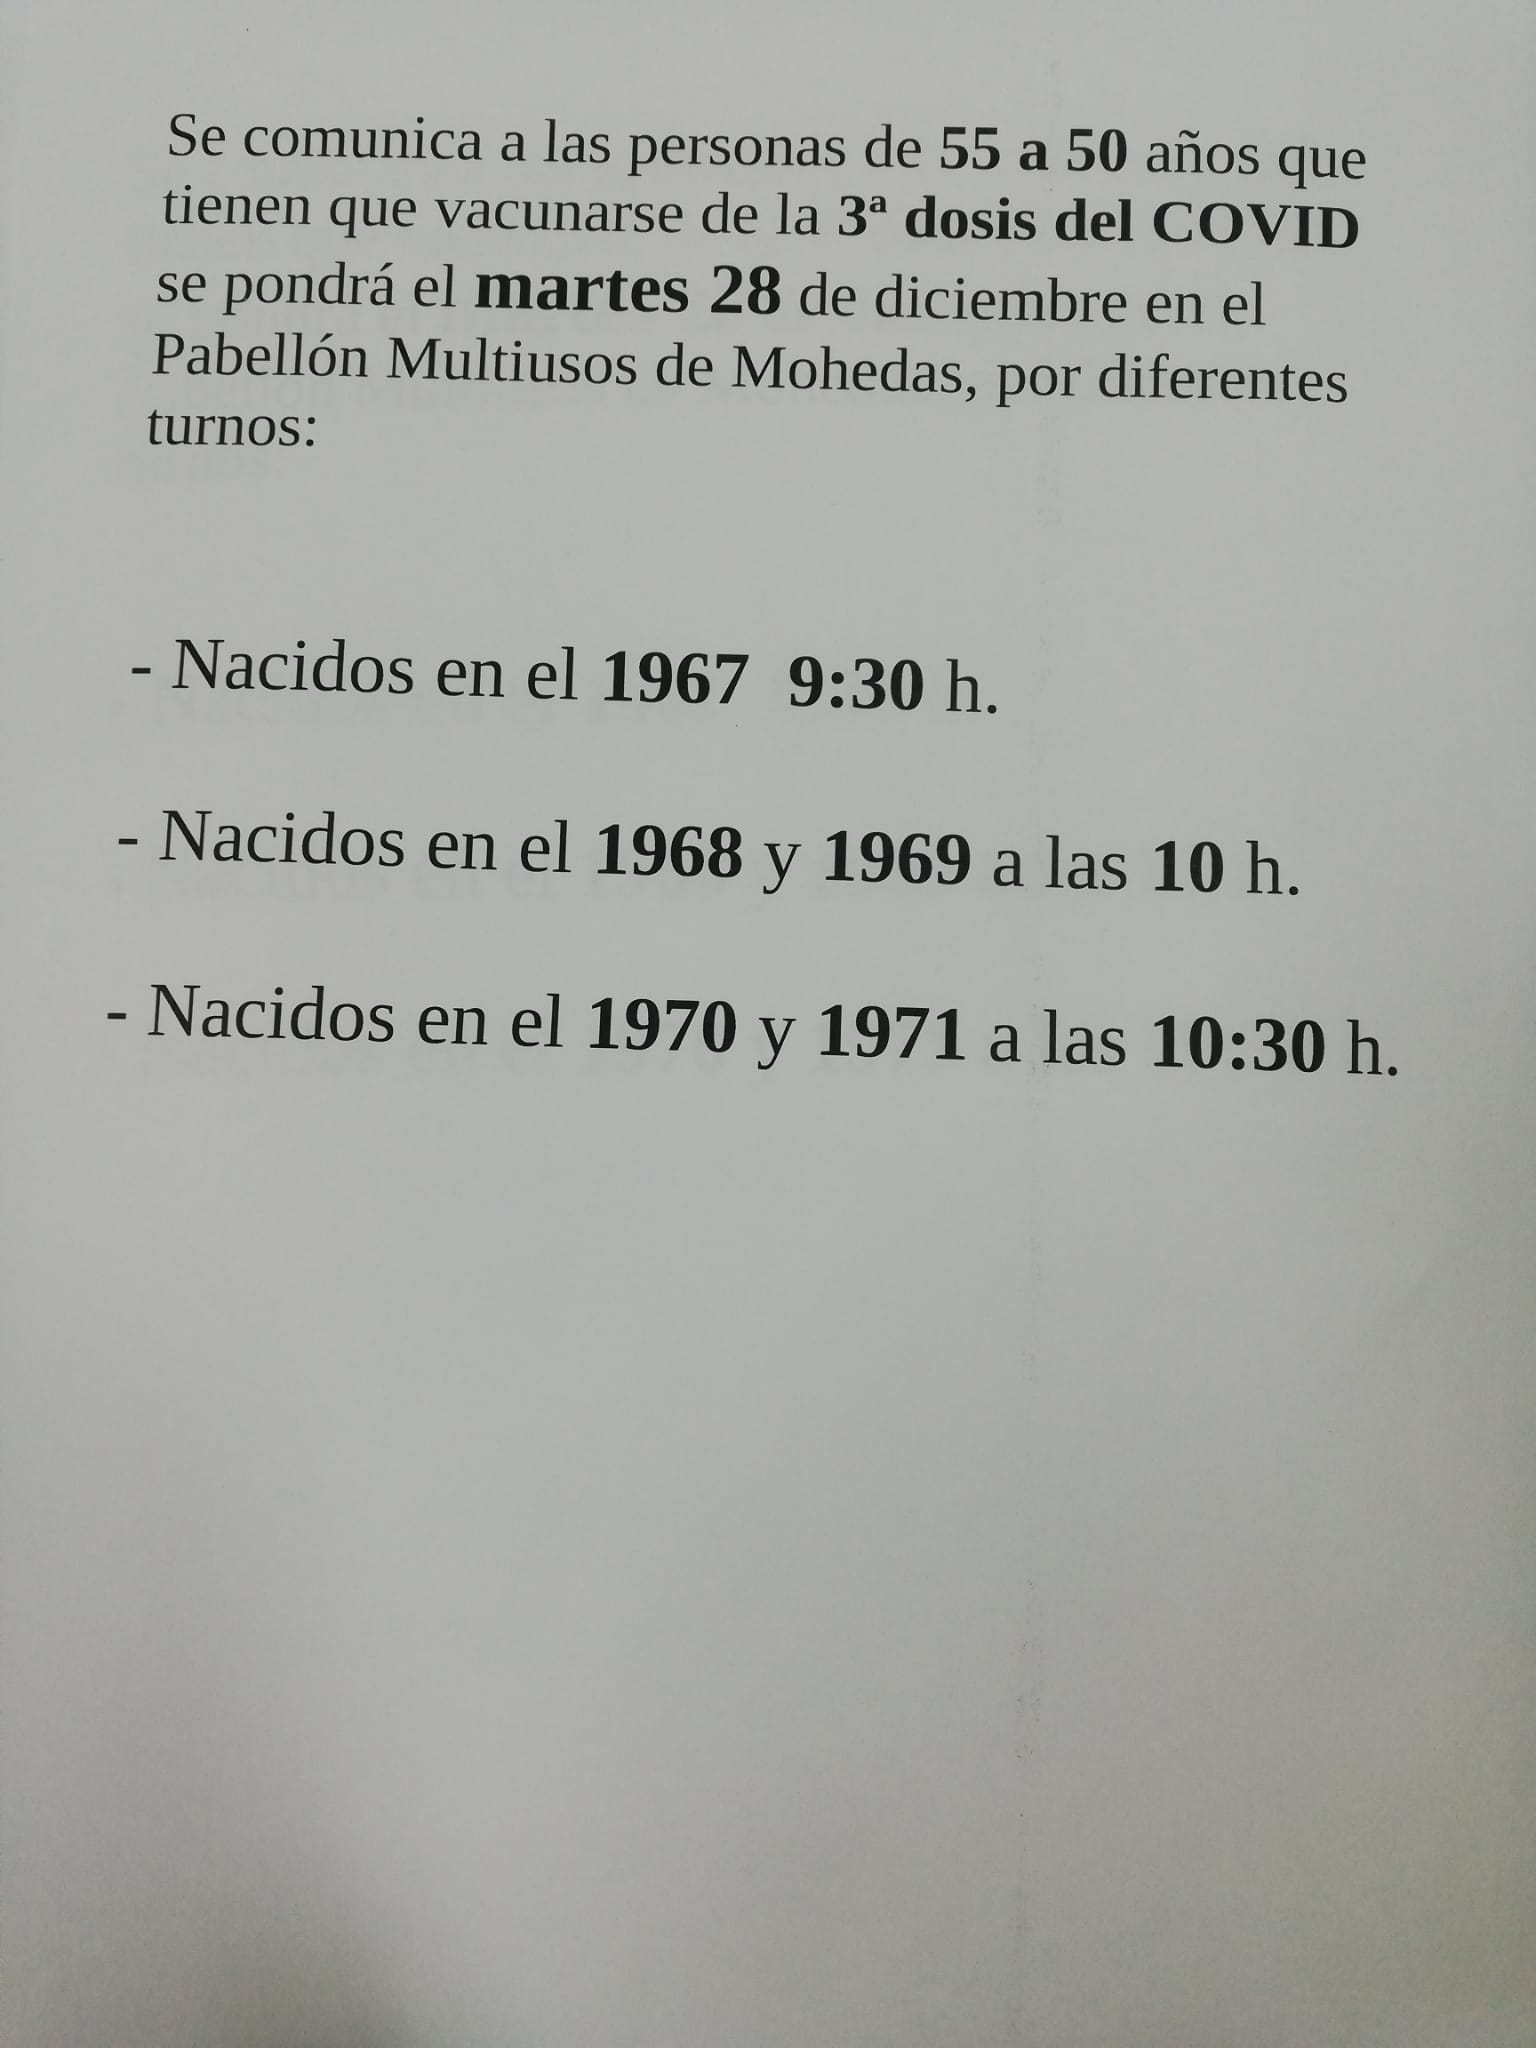 Se comunica a las personas de 55 a 50 años que
tienen que vacunarse de la 3ª dosis del COVID
se pondrá el martes 28 de diciembre en el
Pabellón Multiusos de Mohedas, por diferentes
turnos:
- Nacidos en el 1967 9:30 h.
- Nacidos en el 1968 y 1969 a las 10 h.
- Nacidos en el 1970 y 1971 a las 10:30 h.